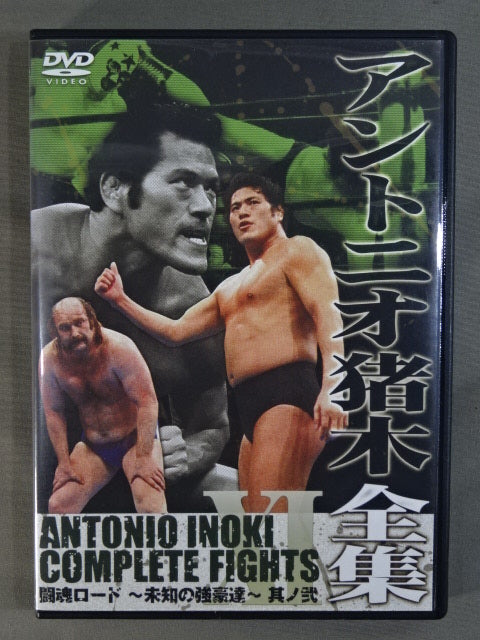 DVD
VIDEO
アントニオ猪木
全集
VI
ANTONIO INOKI
COMPLETE FIGHTS
闘魂ロード ～未知の強豪達～ 其ノ弐